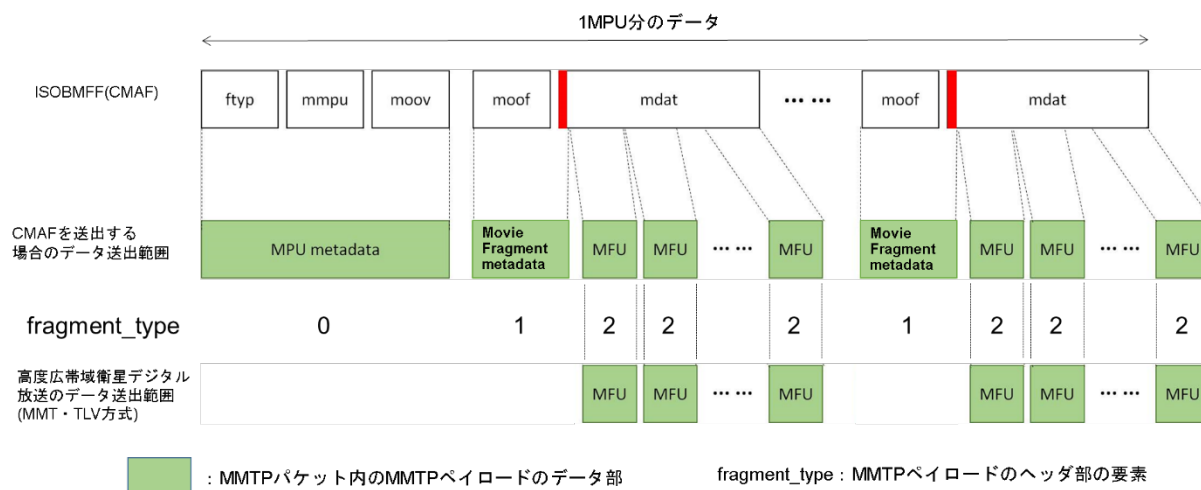 1MPU分のデータ
ISOBMFF(CMAF)
ftyp
mmpu
moov
moof
mdat
... ...
moof
mdat
CMAFを送出する
場合のデータ送出範囲
MPU metadata
Movie
Fragment
metadata
MFU
MFU
... ...
MFU
Movie
Fragment
metadata
MFU
MFU
... ...
MFU
fragment_type
0
1
2
2
2
1
2
2
2
高度広帯域衛星デジタル
放送のデータ送出範囲
(MMT・TLV方式)
MFU
MFU
... ...
MFU
MFU
MFU
... ...
MFU
：MMTPパケット内のMMTPペイロードのデータ部
fragment_type：MMTPペイロードのヘッダ部の要素